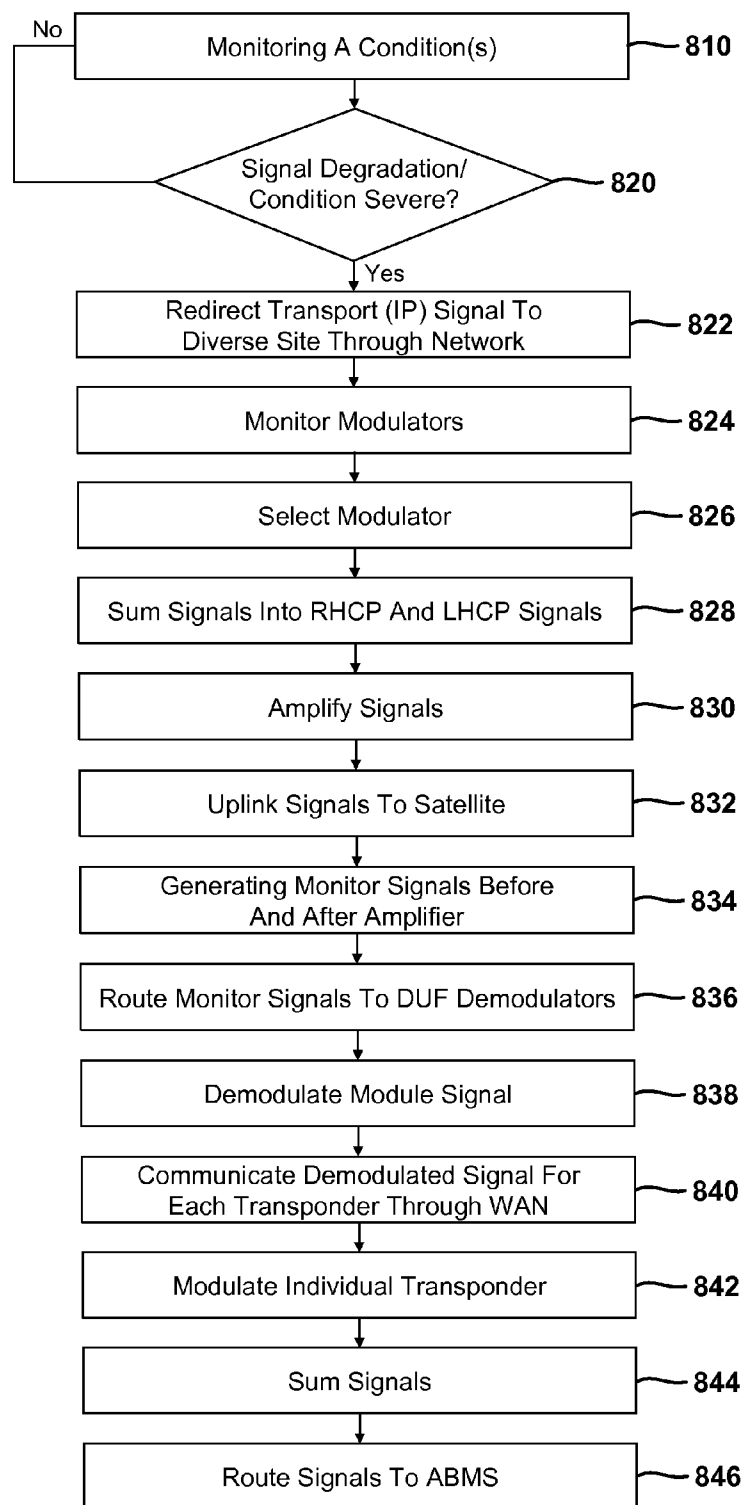 No
Monitoring A Condition(s)
810
Signal Degradation/
Condition Severe?
820
Yes
Redirect Transport (IP) Signal To
Diverse Site Through Network
822
Monitor Modulators
824
Select Modulator
826
Sum Signals Into RHCP And LHCP Signals
828
Amplify Signals
830
Uplink Signals To Satellite
832
Generating Monitor Signals Before
And After Amplifier
834
Route Monitor Signals To DUF Demodulators
836
Demodulate Module Signal
838
Communicate Demodulated Signal For
Each Transponder Through WAN
840
Modulate Individual Transponder
842
Sum Signals
844
Route Signals To ABMS
846